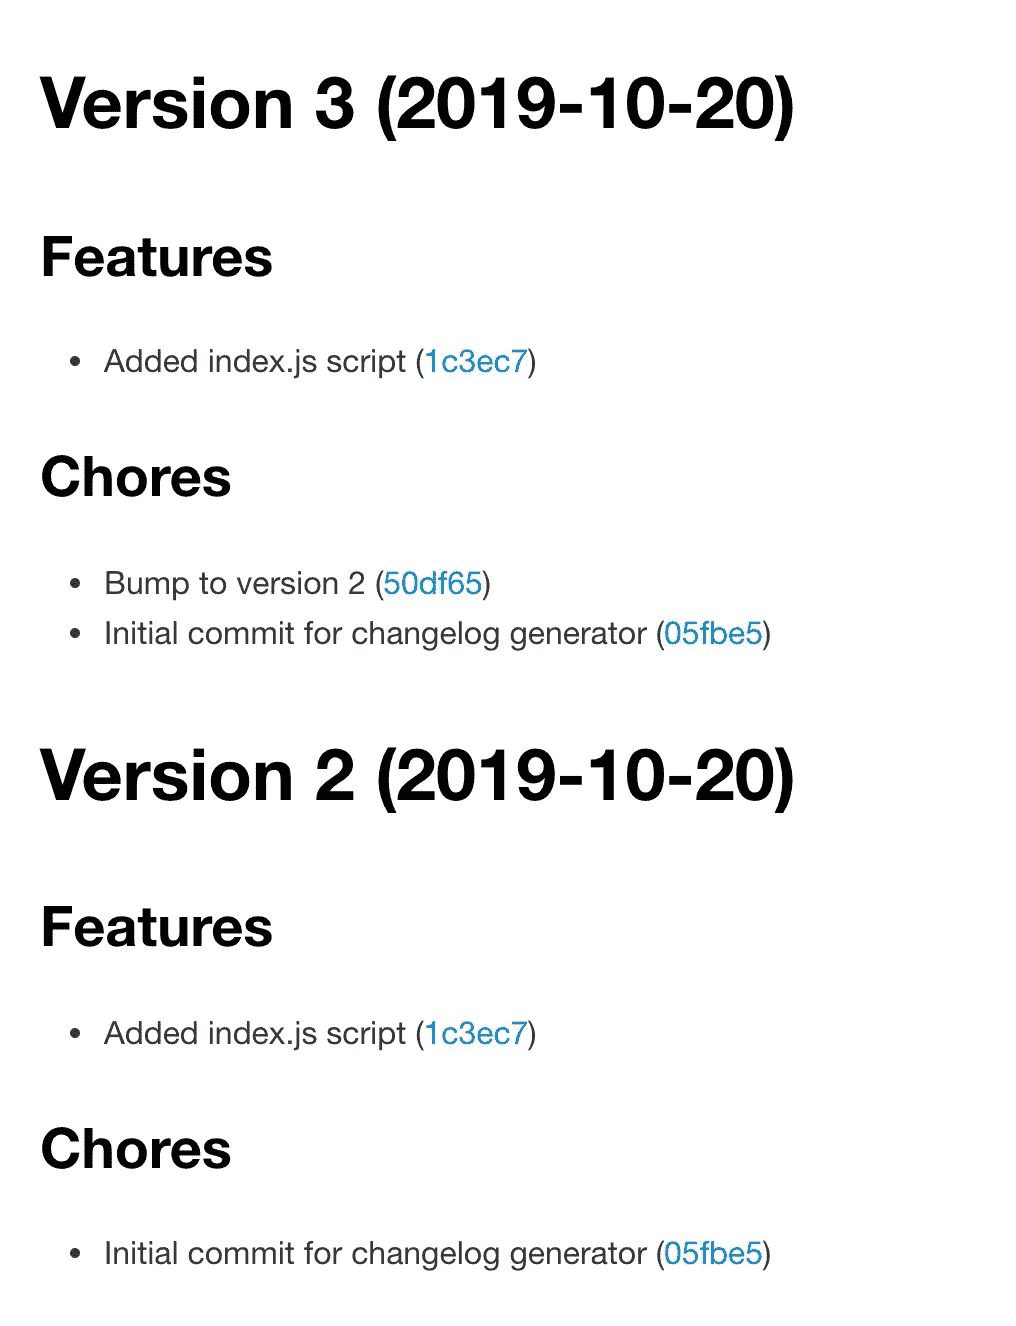 Version 3 (2019-10-20)
Features
• Added index.js script (1c3ec7)
Chores
• Bump to version 2 (50df65)
• Initial commit for changelog generator (05fbe5)
Version 2 (2019-10-20)
Features
• Added index.js script (1c3ec7)
Chores
• Initial commit for changelog generator (05fbe5)